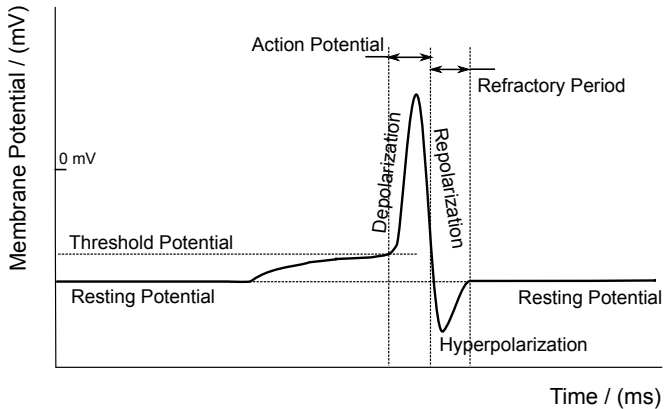 Membrane Potential / (mV)
Action Potential
Refractory Period
0 mV
Depolarization
Repolarization
Threshold Potential
Resting Potential
Resting Potential
Hyperpolarization
Time / (ms)